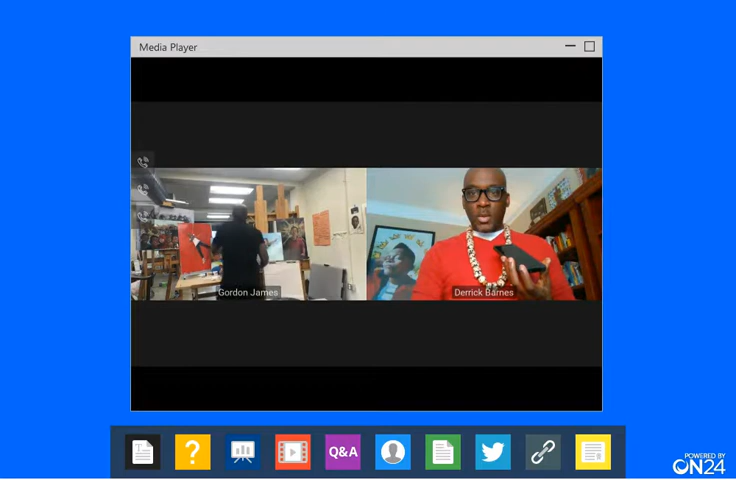 Media Player
Gordon James
Derrick Barnes
?
Q&A
POWERED BY
ON24